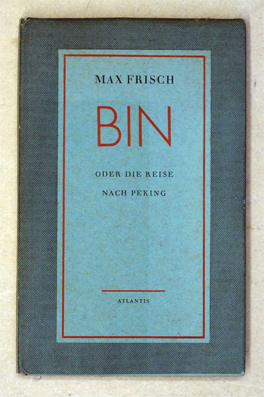 MAX FRISCH
BIN
ODER DIE REISE
NACH PEKING
ATLANTIS